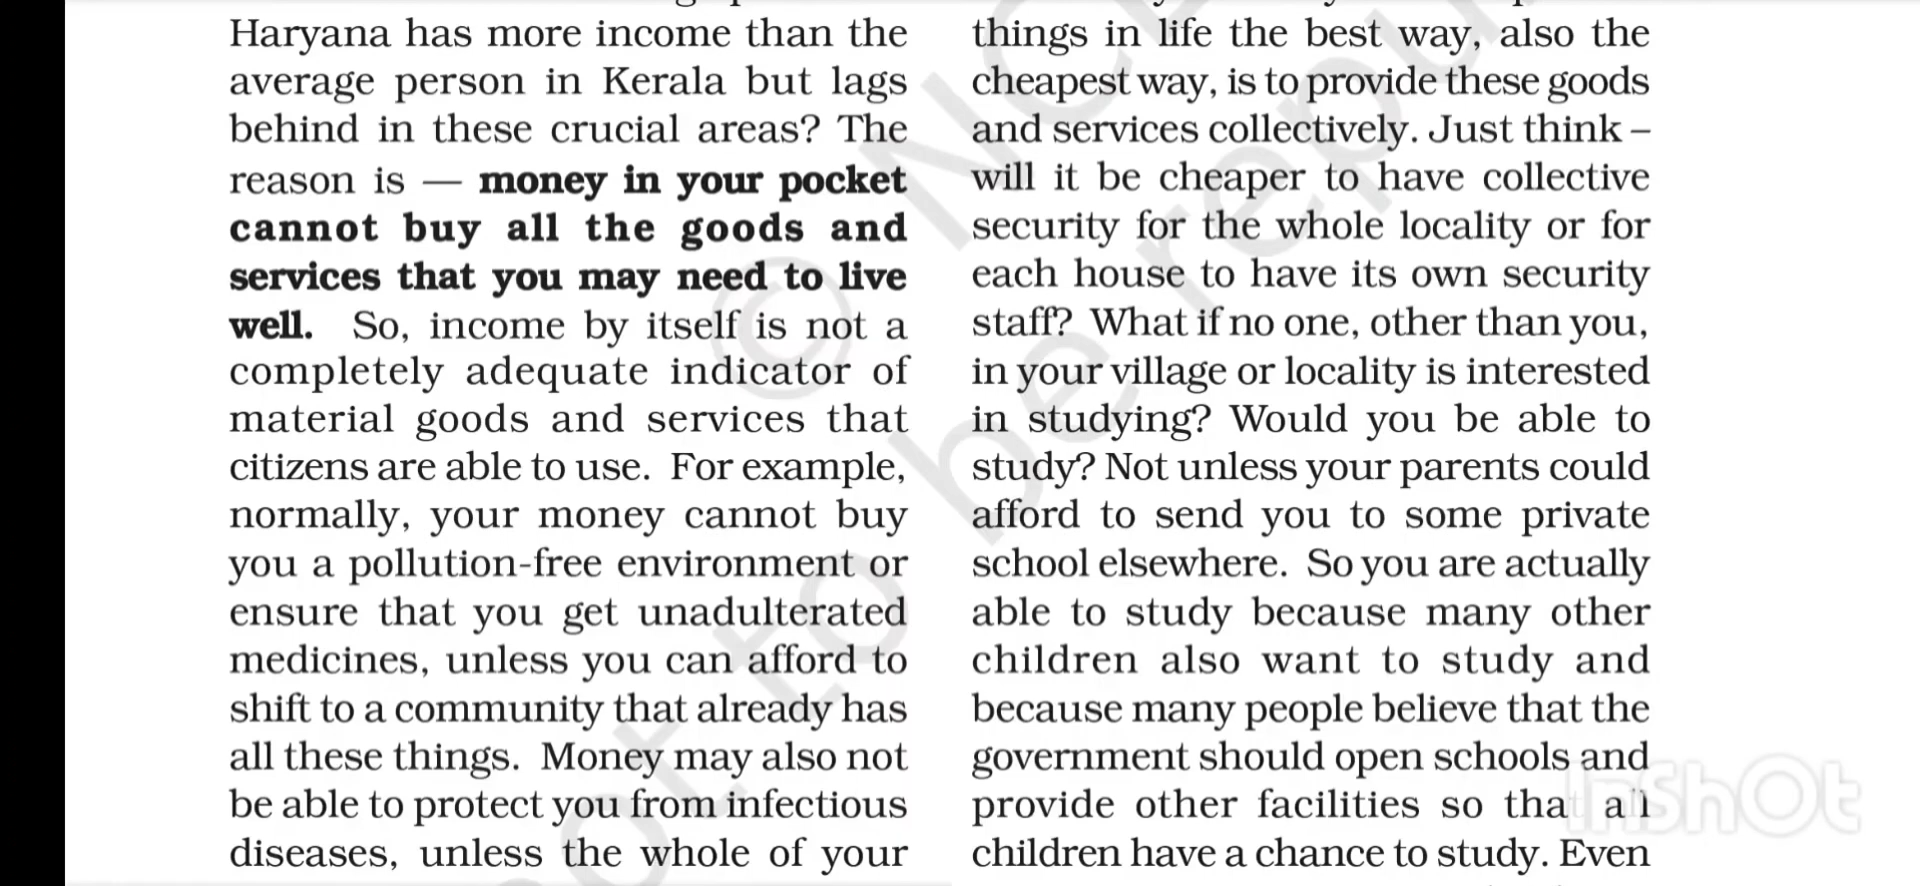 Haryana has more income than the
average person in Kerala but lags
behind in these crucial areas? The
reason is — money in your pocket
cannot buy all the goods and
services that you may need to live
well. So, income by itself is not a
completely adequate indicator of
material goods and services that
citizens are able to use. For example,
normally, your money cannot buy
you a pollution-free environment or
ensure that you get unadulterated
medicines, unless you can afford to
shift to a community that already has
all these things. Money may also not
be able to protect you from infectious
diseases, unless the whole of your
things in life the best way, also the
cheapest way, is to provide these goods
and services collectively. Just think –
will it be cheaper to have collective
security for the whole locality or for
each house to have its own security
staff? What if no one, other than you,
in your village or locality is interested
in studying? Would you be able to
study? Not unless your parents could
afford to send you to some private
school elsewhere. So you are actually
able to study because many other
children also want to study and
because many people believe that the
government should open schools and
provide other facilities so that all
children have a chance to study. Even
InShOt
© NC
not to be repu